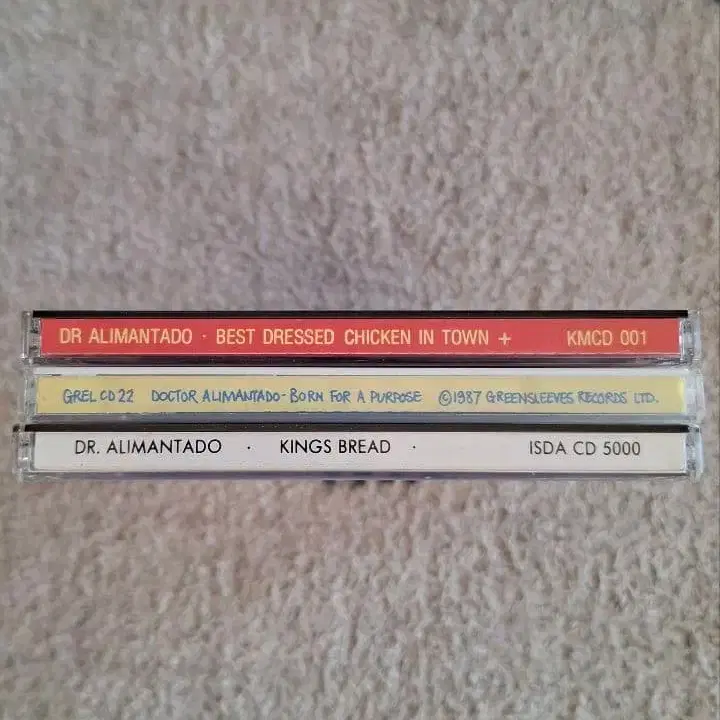 DR ALIMANTADO · BEST DRESSED CHICKEN IN TOWN + KMCD 001
GREL CD 22 DOCTOR ALIMANTADO - BORN FOR A PURPOSE ©1987 GREENSLEEVES RECORDS LTD.
DR. ALIMANTADO · KINGS BREAD · ISDA CD 5000